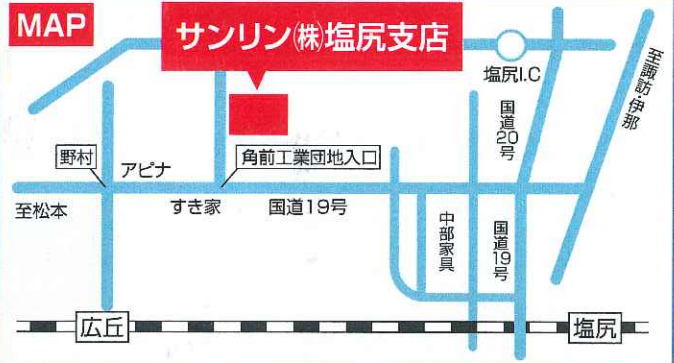 MAP
サンリン㈱塩尻支店
塩尻I.C
至諏訪・伊那
国道20号
野村
アピナ
角前工業団地入口
至松本
すき家
国道19号
中部家具
国道19号
広丘
塩尻